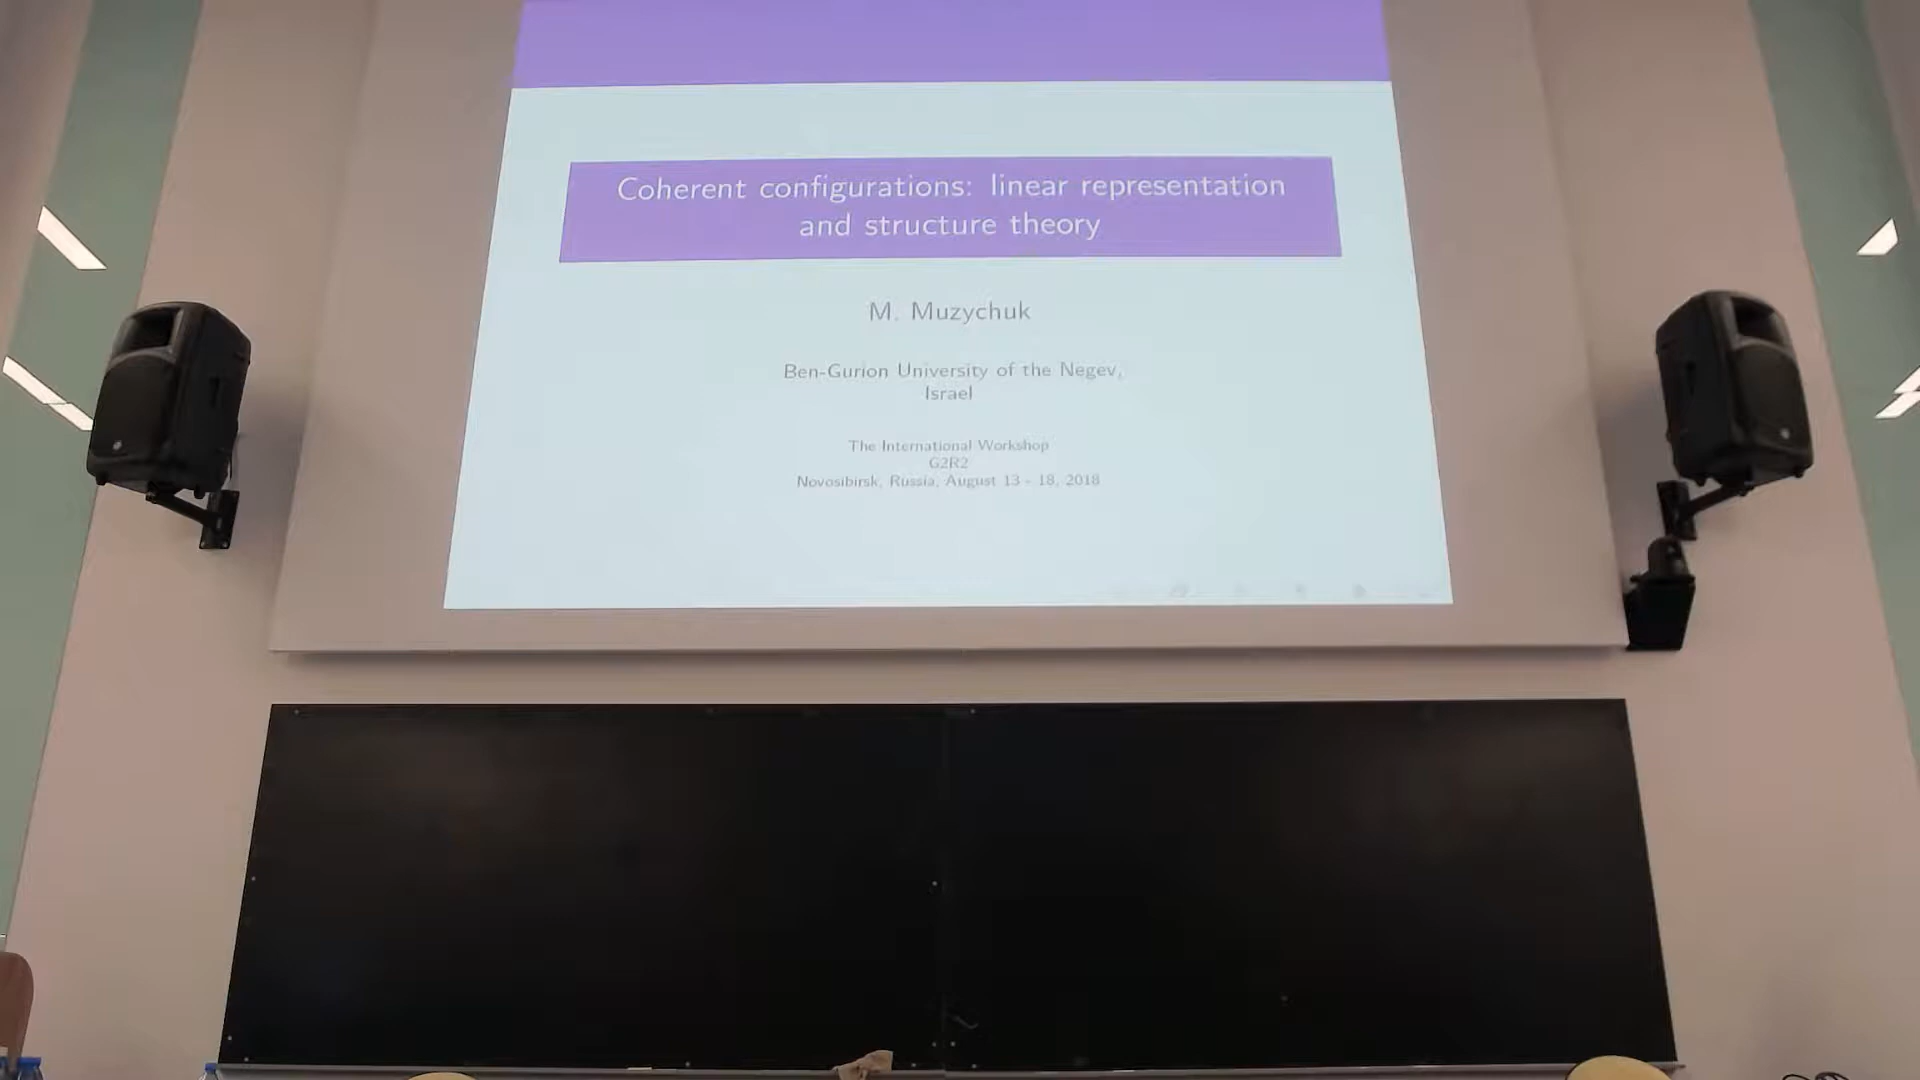 Coherent configurations: linear representation
and structure theory
M. Muzychuk
Ben-Gurion University of the Negev,
Israel
The International Workshop
G2R2
Novosibirsk, Russia, August 13 - 18, 2018